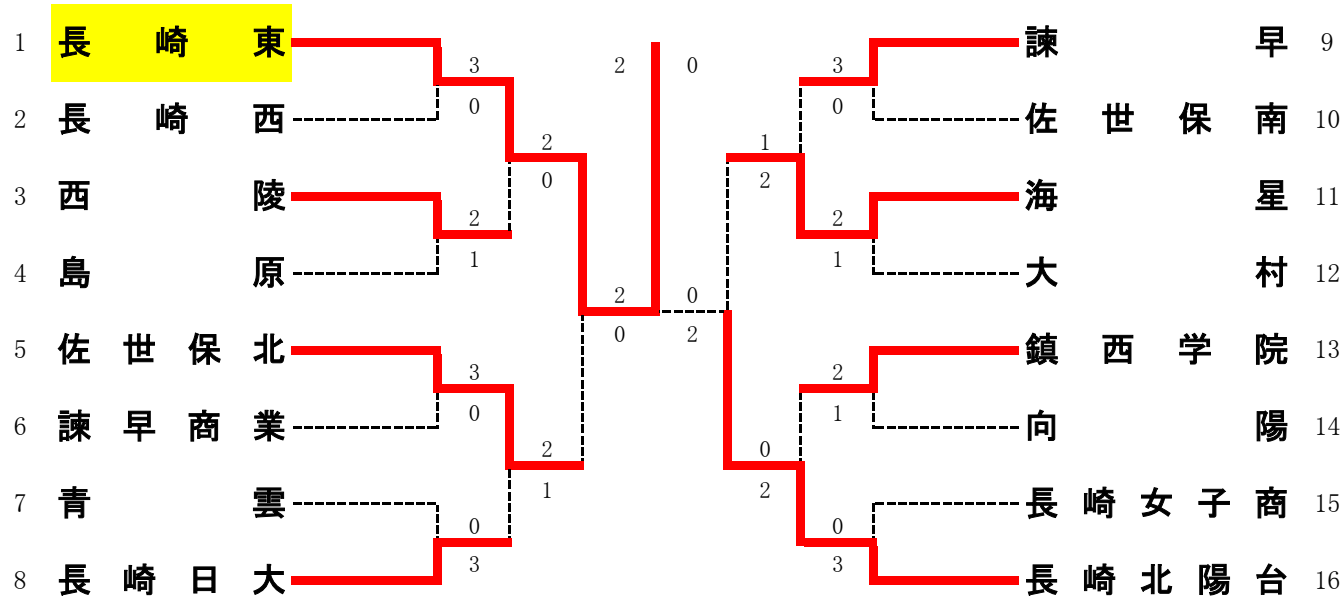 1 長崎東 2 0 諫早 9
3 3
0 0
2 長崎西 佐世保南 10
2 1
0 2
3 西陵 海星 11
2 2
1 1
4 島原 大村 12
2 0
0 2
5 佐世保北 鎮西学院 13
3 2
0 1
6 諫早商業 向陽 14
2 0
1 2
7 青雲 長崎女子商 15
0 0
3 3
8 長崎日大 長崎北陽台 16